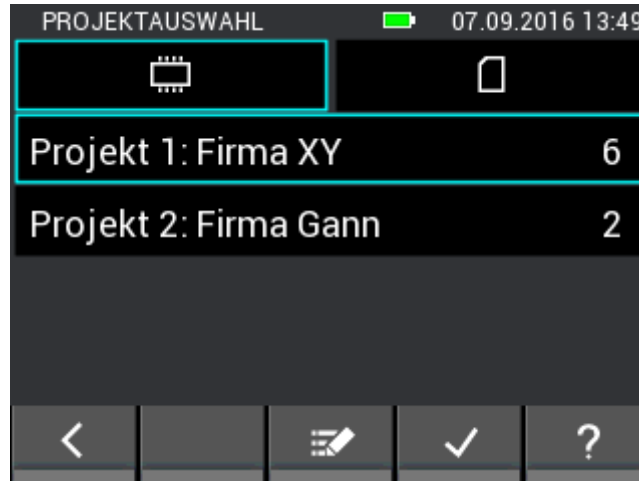 PROJEKTAUSWAHL 07.09.2016 13:49
Projekt 1: Firma XY 6
Projekt 2: Firma Gann 2
?